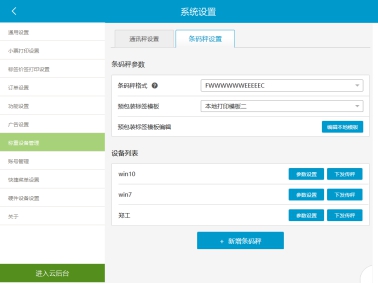 系统设置
通用设置
小票打印设置
标签价签打印设置
订单设置
功能设置
广告设置
称重设备管理
账号管理
快捷菜单设置
硬件设备设置
关于
进入云后台
通讯秤设置
条码秤设置
条码秤参数
条码秤格式 ?
FWWWWWWEEEEEC
预包装标签模板
本地打印模板二
预包装标签模板编辑
编辑本地模板
设备列表
win10 参数设置 下发传秤
win7 参数设置 下发传秤
郑工 参数设置 下发传秤
+ 新增条码秤